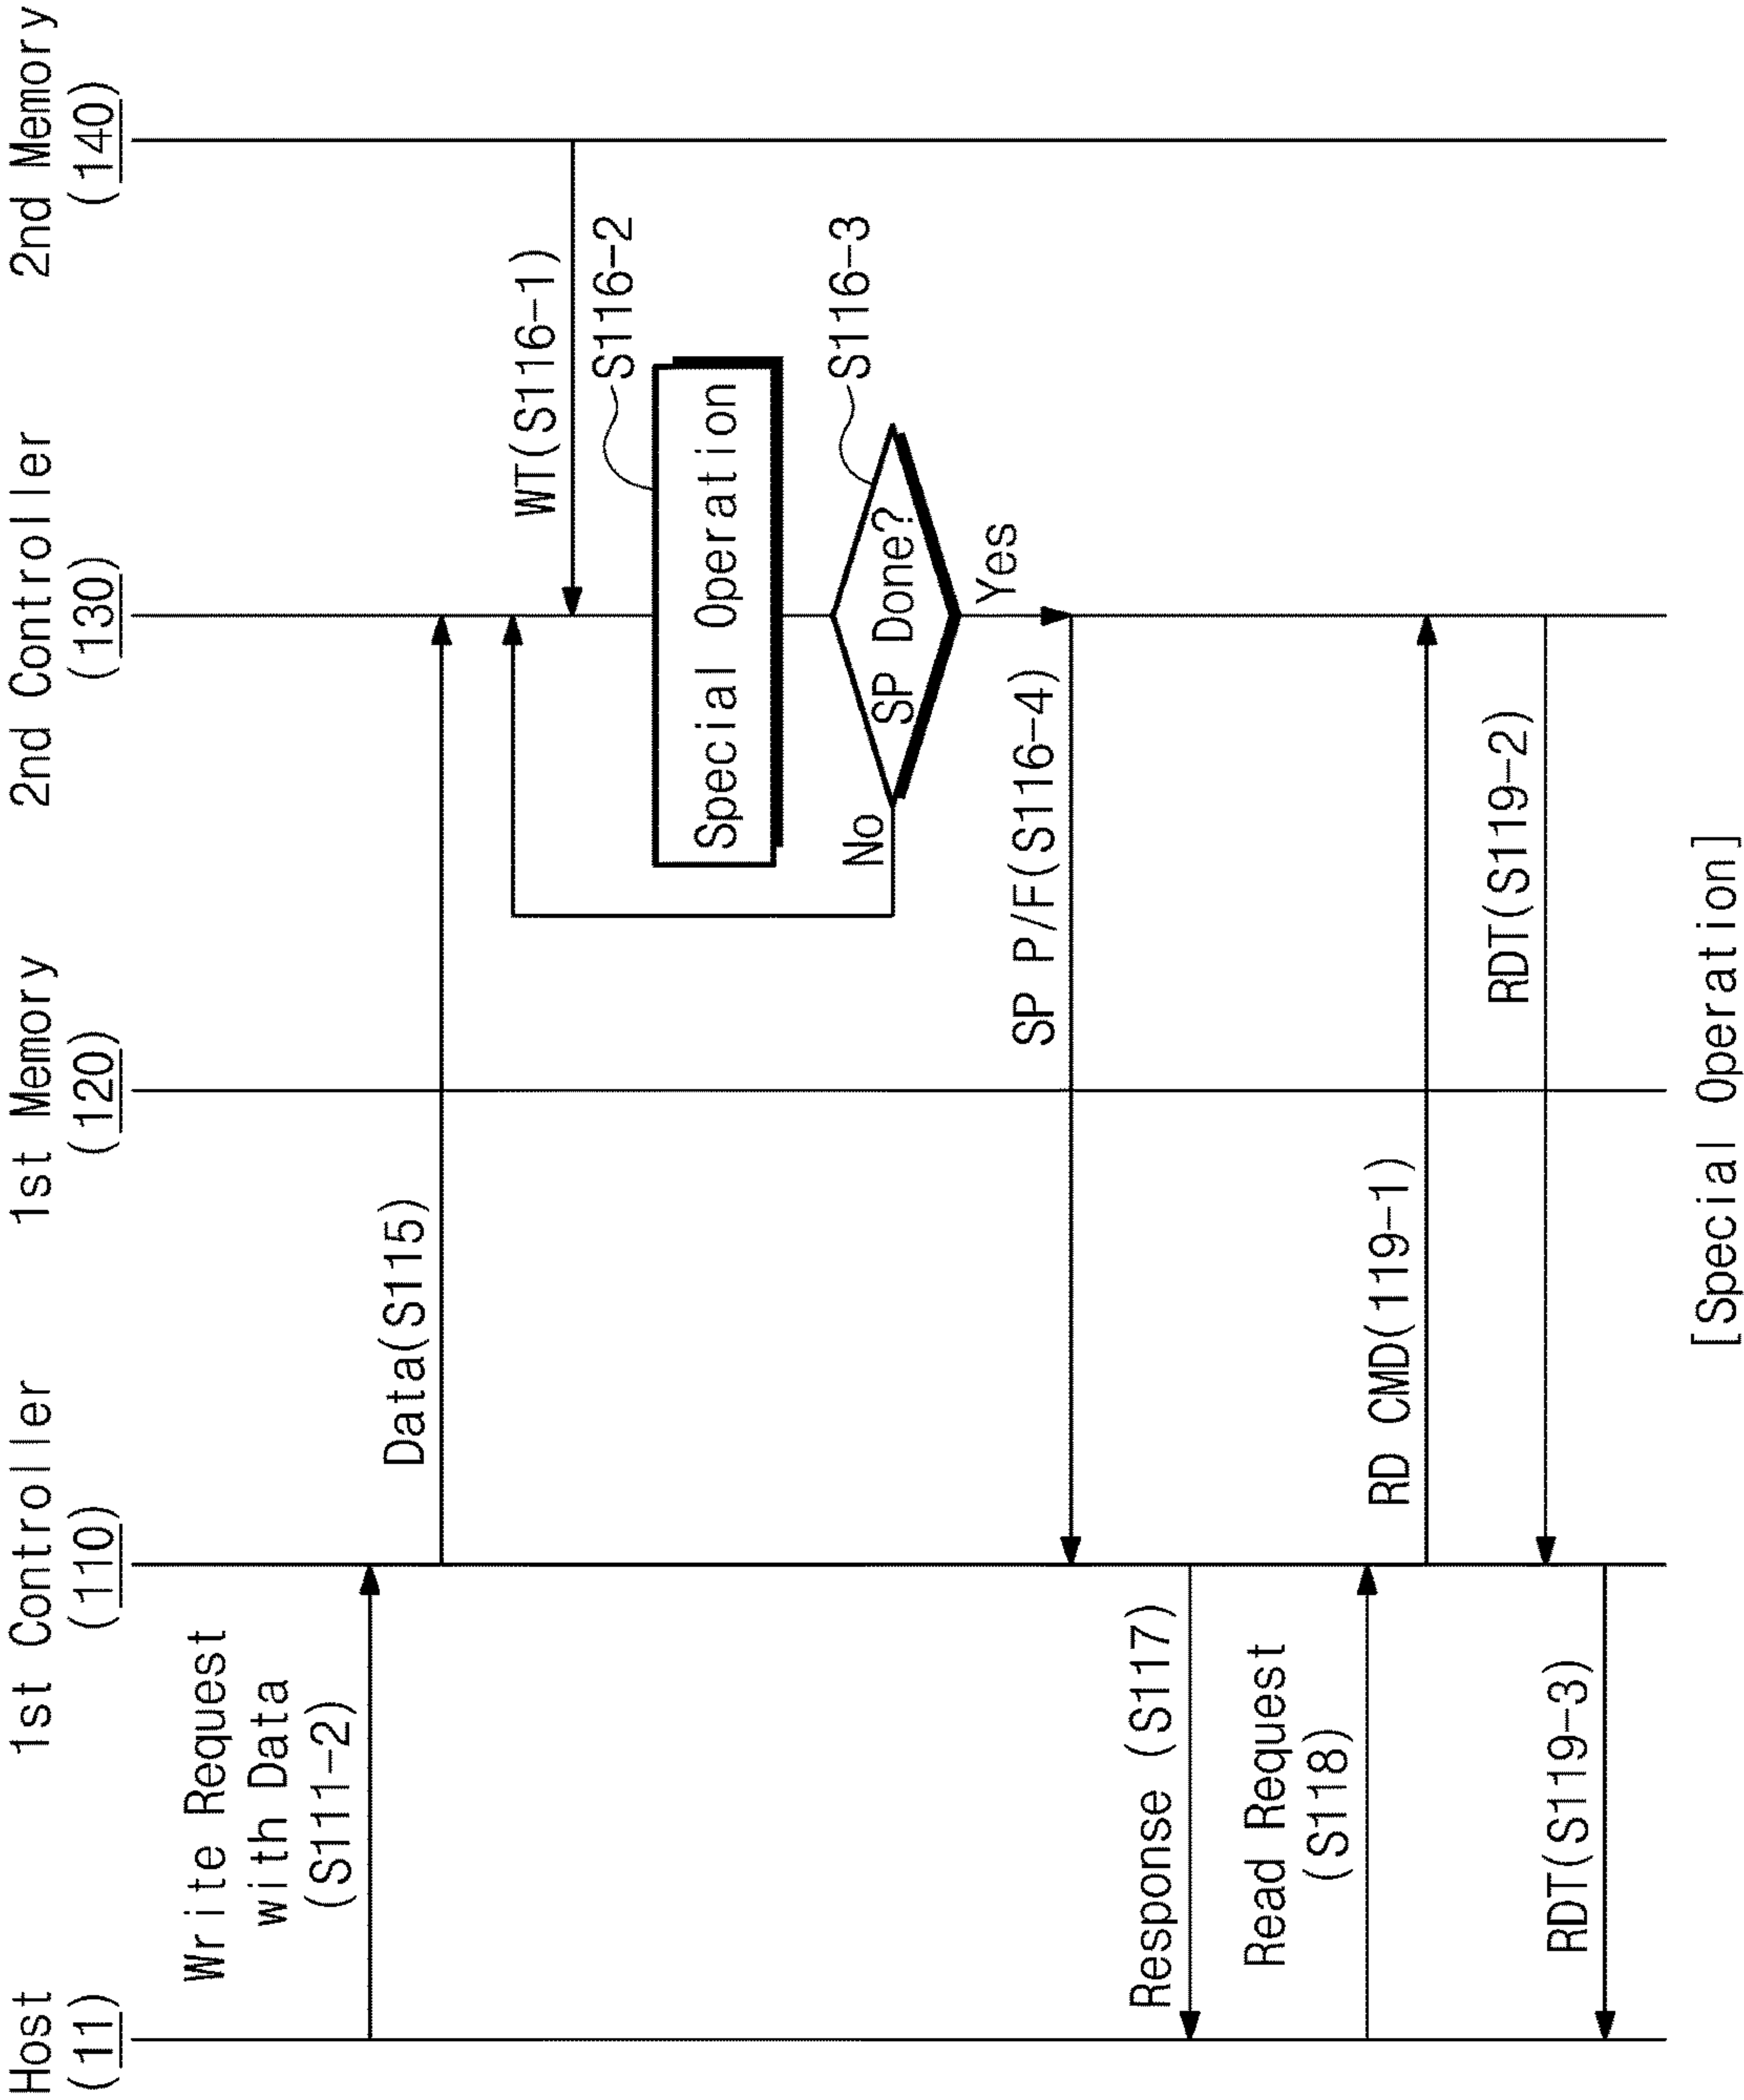 Host
(11)
1st Controller
(110)
1st Memory
(120)
2nd Controller
(130)
2nd Memory
(140)
Write Request
with Data
(S111-2)
Data(S115)
WT(S116-1)
S116-2
Special Operation
S116-3
SP Done?
No
Yes
SP P/F(S116-4)
Response (S117)
Read Request
(S118)
RD CMD(119-1)
RDT(S119-2)
RDT(S119-3)
[Special Operation]